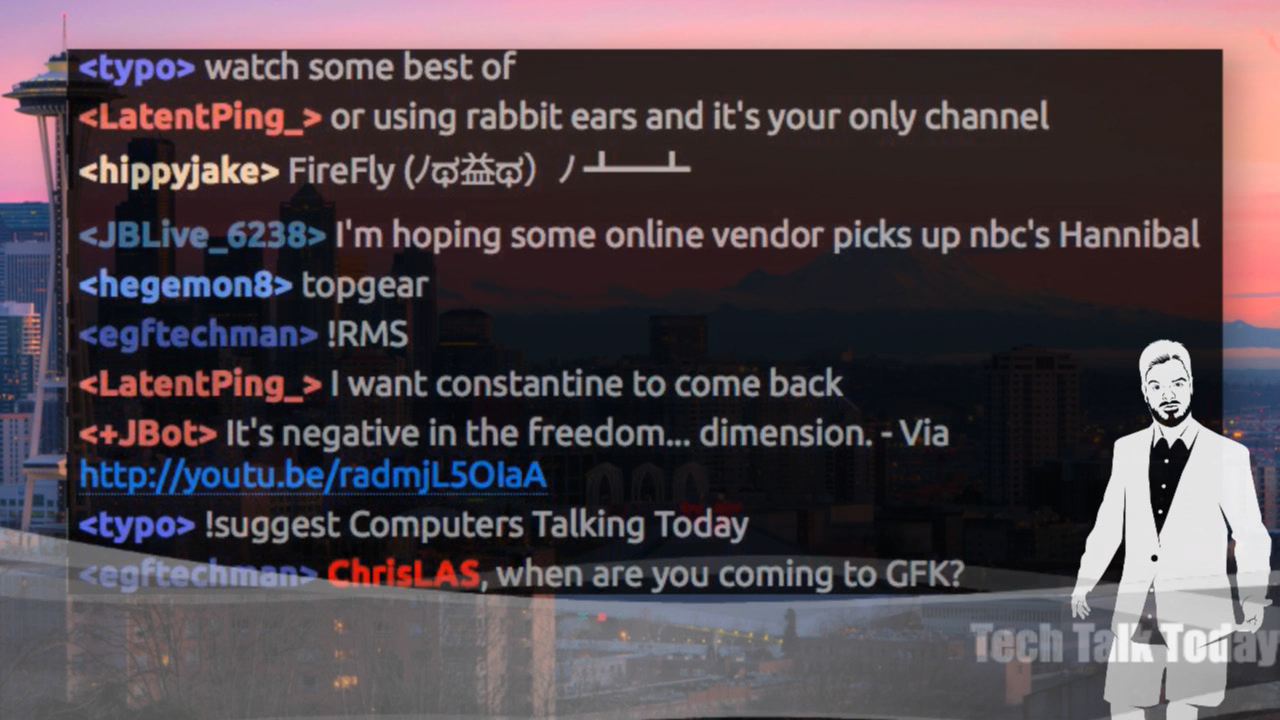 <typo> watch some best of
<LatentPing_> or using rabbit ears and it's your only channel
<hippyjake> FireFly (ノಠ益ಠ) ノ┻━┻
<JBLive_6238> I'm hoping some online vendor picks up nbc's Hannibal
<hegemon8> topgear
<egftechman> !RMS
<LatentPing_> I want constantine to come back
<+JBot> It's negative in the freedom... dimension. - Via
http://youtu.be/radmjL5OIaA
<typo> !suggest Computers Talking Today
<egftechman> ChrisLAS, when are you coming to GFK?
Tech Talk Today